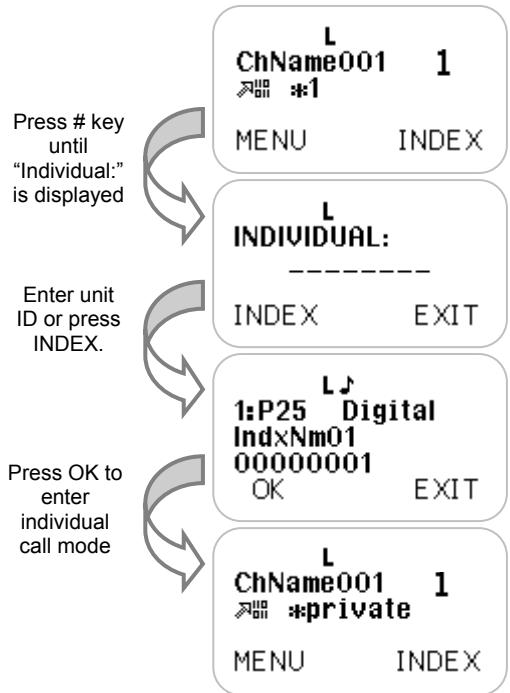 L
ChName001 1
*1
MENU INDEX
Press # key
until
“Individual:”
is displayed
L
INDIVIDUAL:
--------
INDEX EXIT
Enter unit
ID or press
INDEX.
L♪
1:P25 Digital
IndxNm01
00000001
OK EXIT
Press OK to
enter
individual
call mode
L
ChName001 1
*private
MENU INDEX